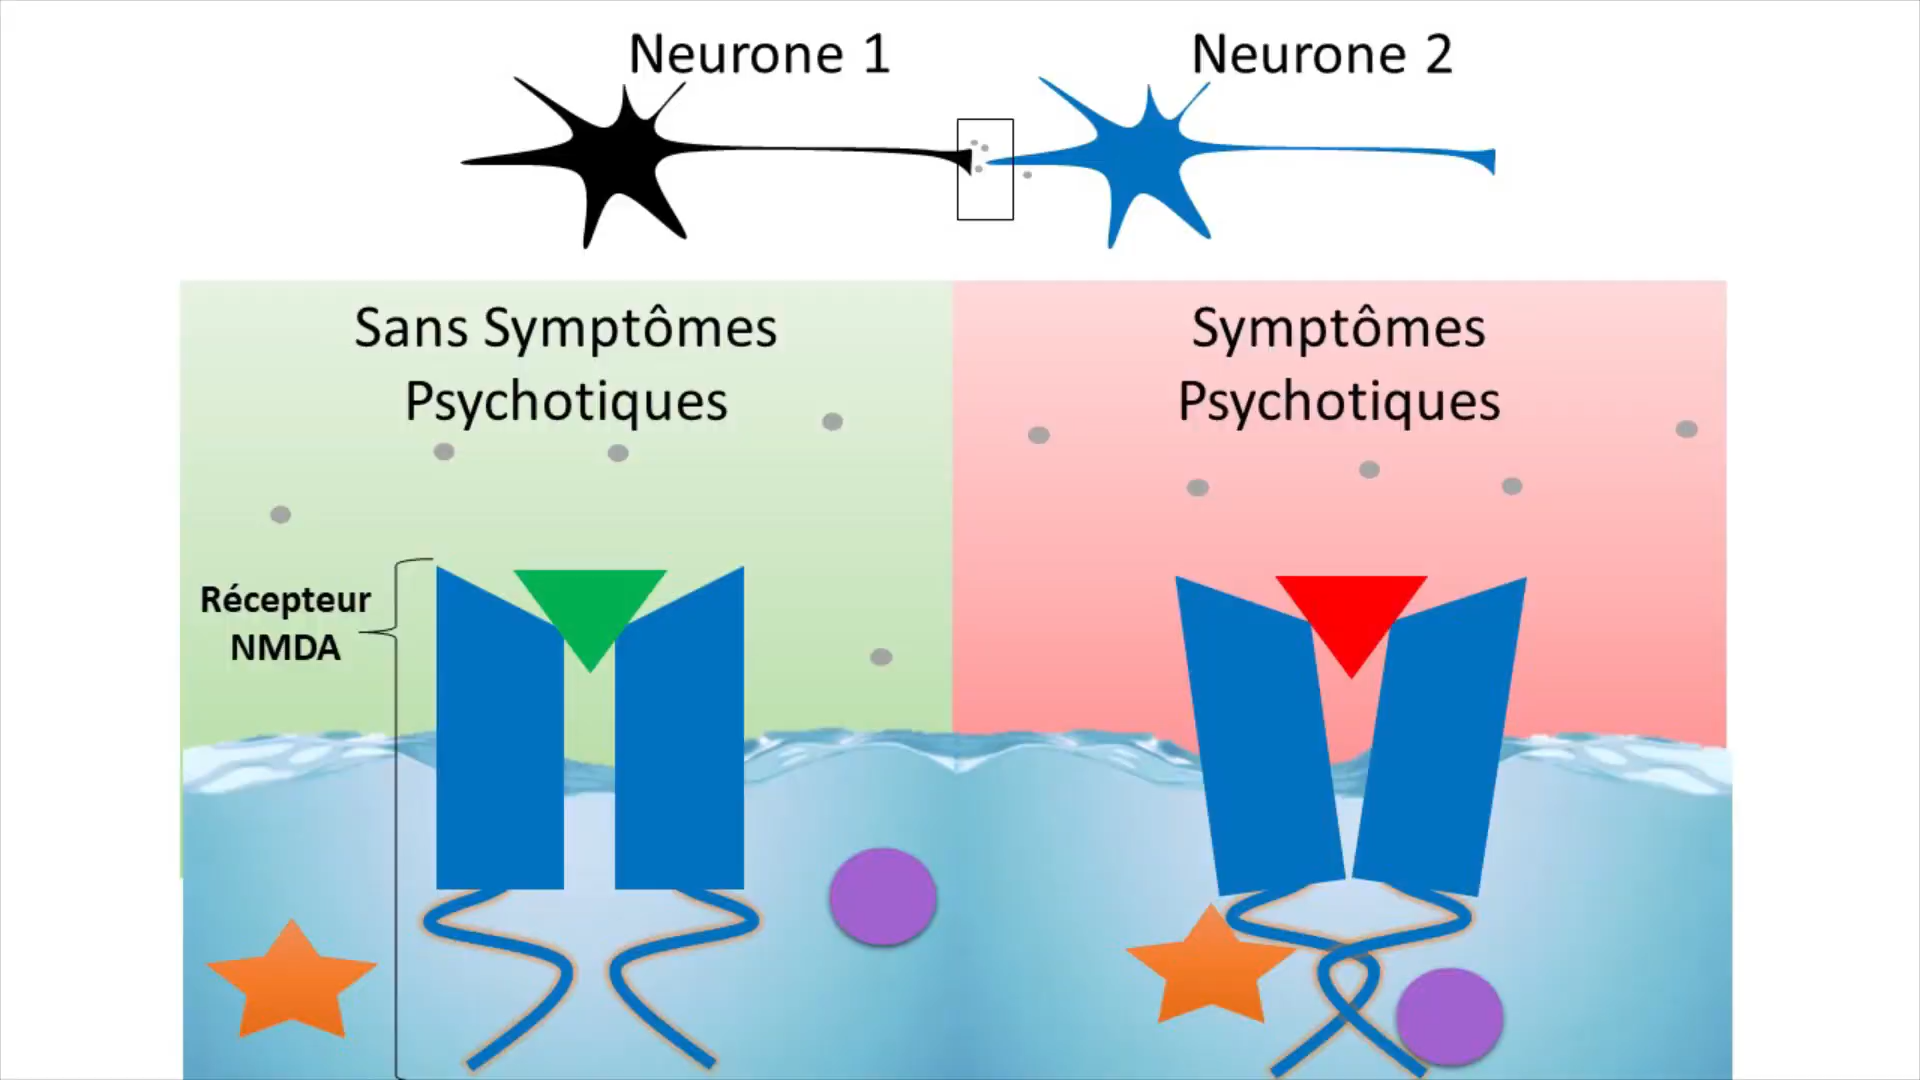 Neurone 1
Neurone 2
Sans Symptômes
Psychotiques
Symptômes
Psychotiques
Récepteur
NMDA